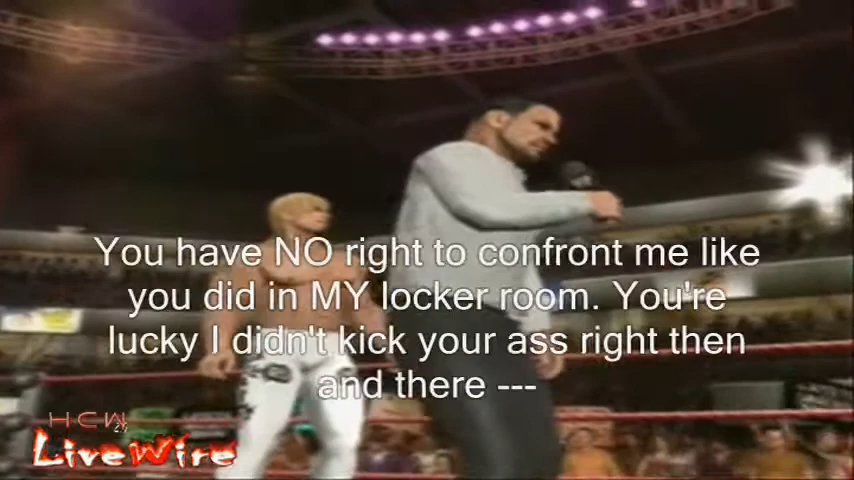 You have NO right to confront me like
you did in MY locker room. You're
lucky I didn't kick your ass right then
and there ---
HCW
LiveWire